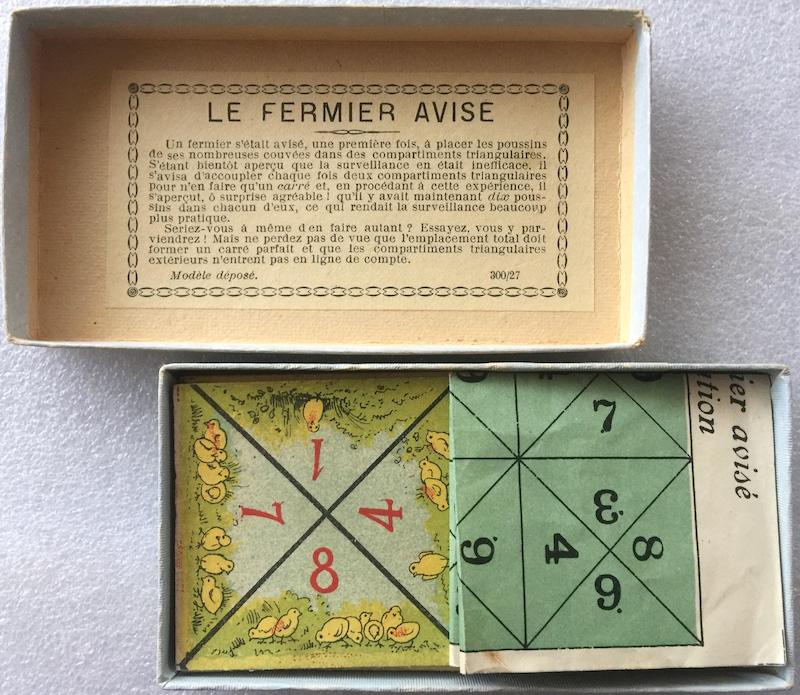 LE FERMIER AVISÉ
Un fermier s'était avisé, une première fois, à placer les poussins
de ses nombreuses couvées dans des compartiments triangulaires.
S'étant bientôt aperçu que la surveillance en était inefficace, il
s'avisa d'accoupler chaque fois deux compartiments triangulaires
pour n'en faire qu'un carré et, en procédant à cette expérience, il
s'aperçut, ô surprise agréable ! qu'il y avait maintenant dix pous-
sins dans chacun d'eux, ce qui rendait la surveillance beaucoup
plus pratique.
Seriez-vous à même d'en faire autant ? Essayez, vous y par-
viendrez ! Mais ne perdez pas de vue que l'emplacement total doit
former un carré parfait et que les compartiments triangulaires
extérieurs n'entrent pas en ligne de compte.
Modèle déposé. 300/27
1
7 4
8
7
3
9 4 8
6
ier avisé
ution